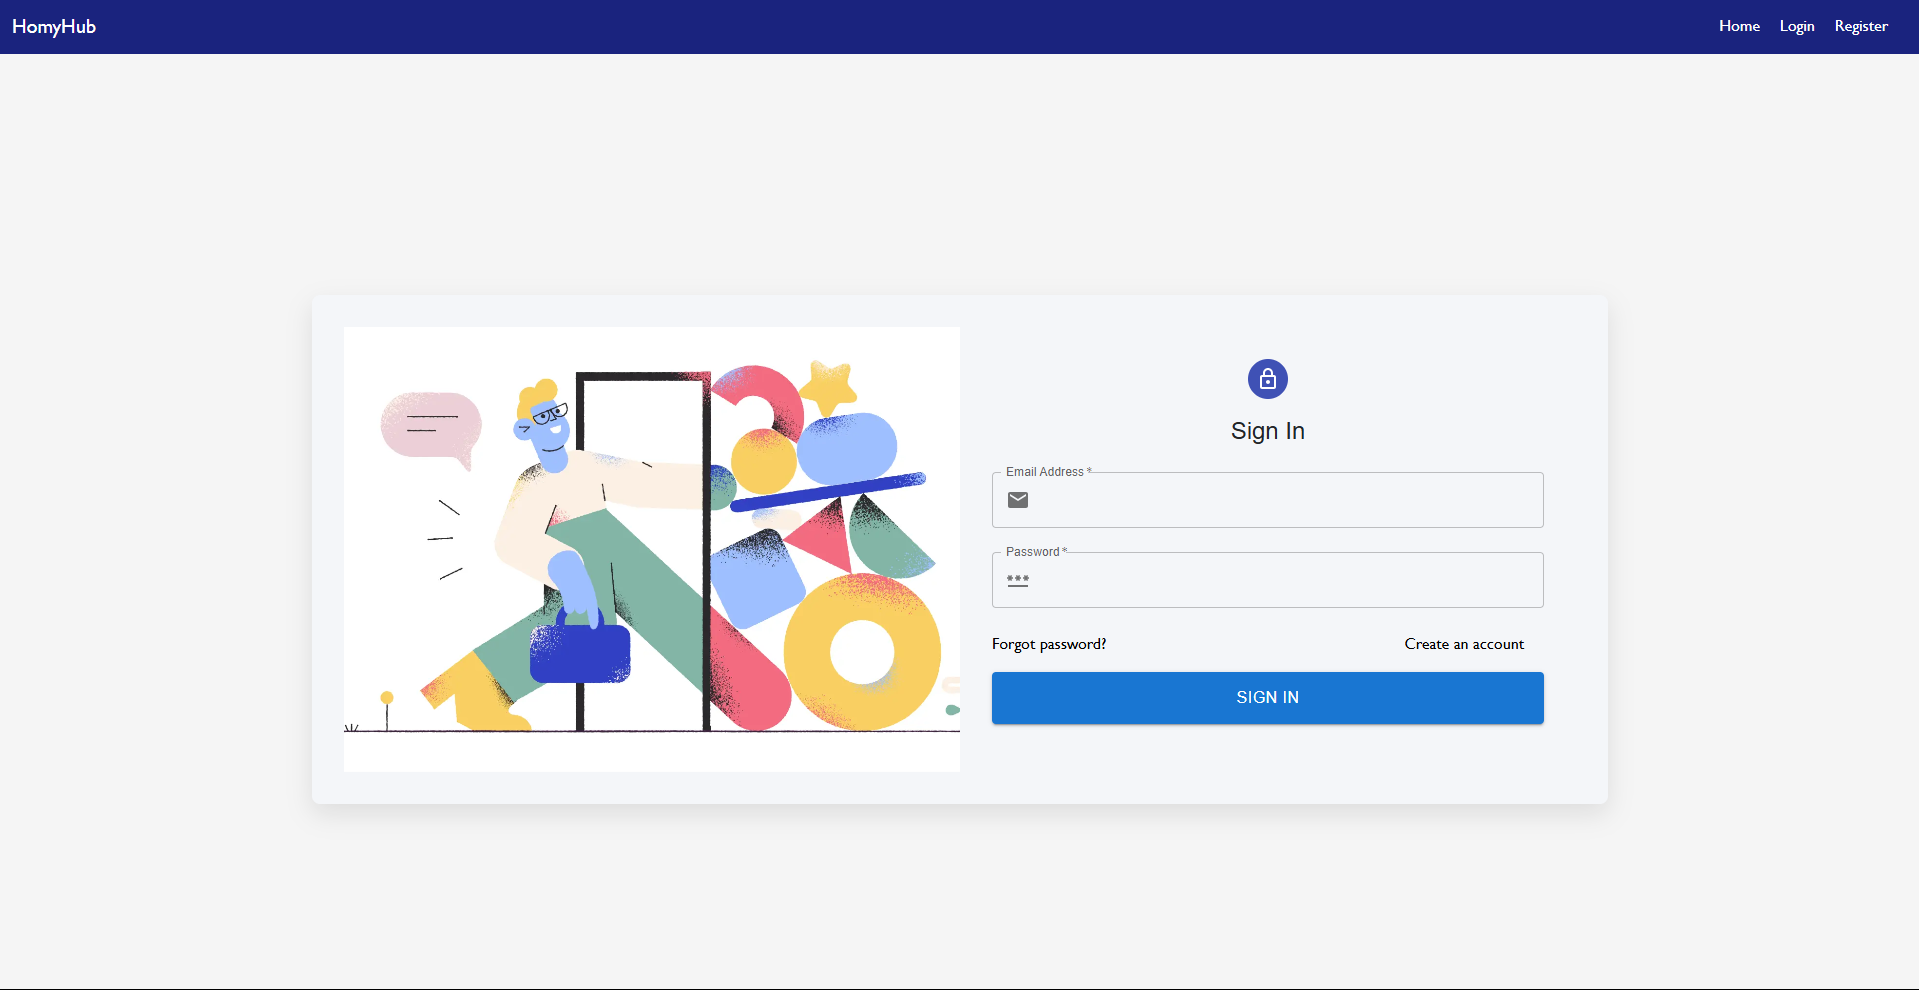 HomyHub
Home Login Register
Sign In
Email Address *
Password *
Forgot password? Create an account
SIGN IN